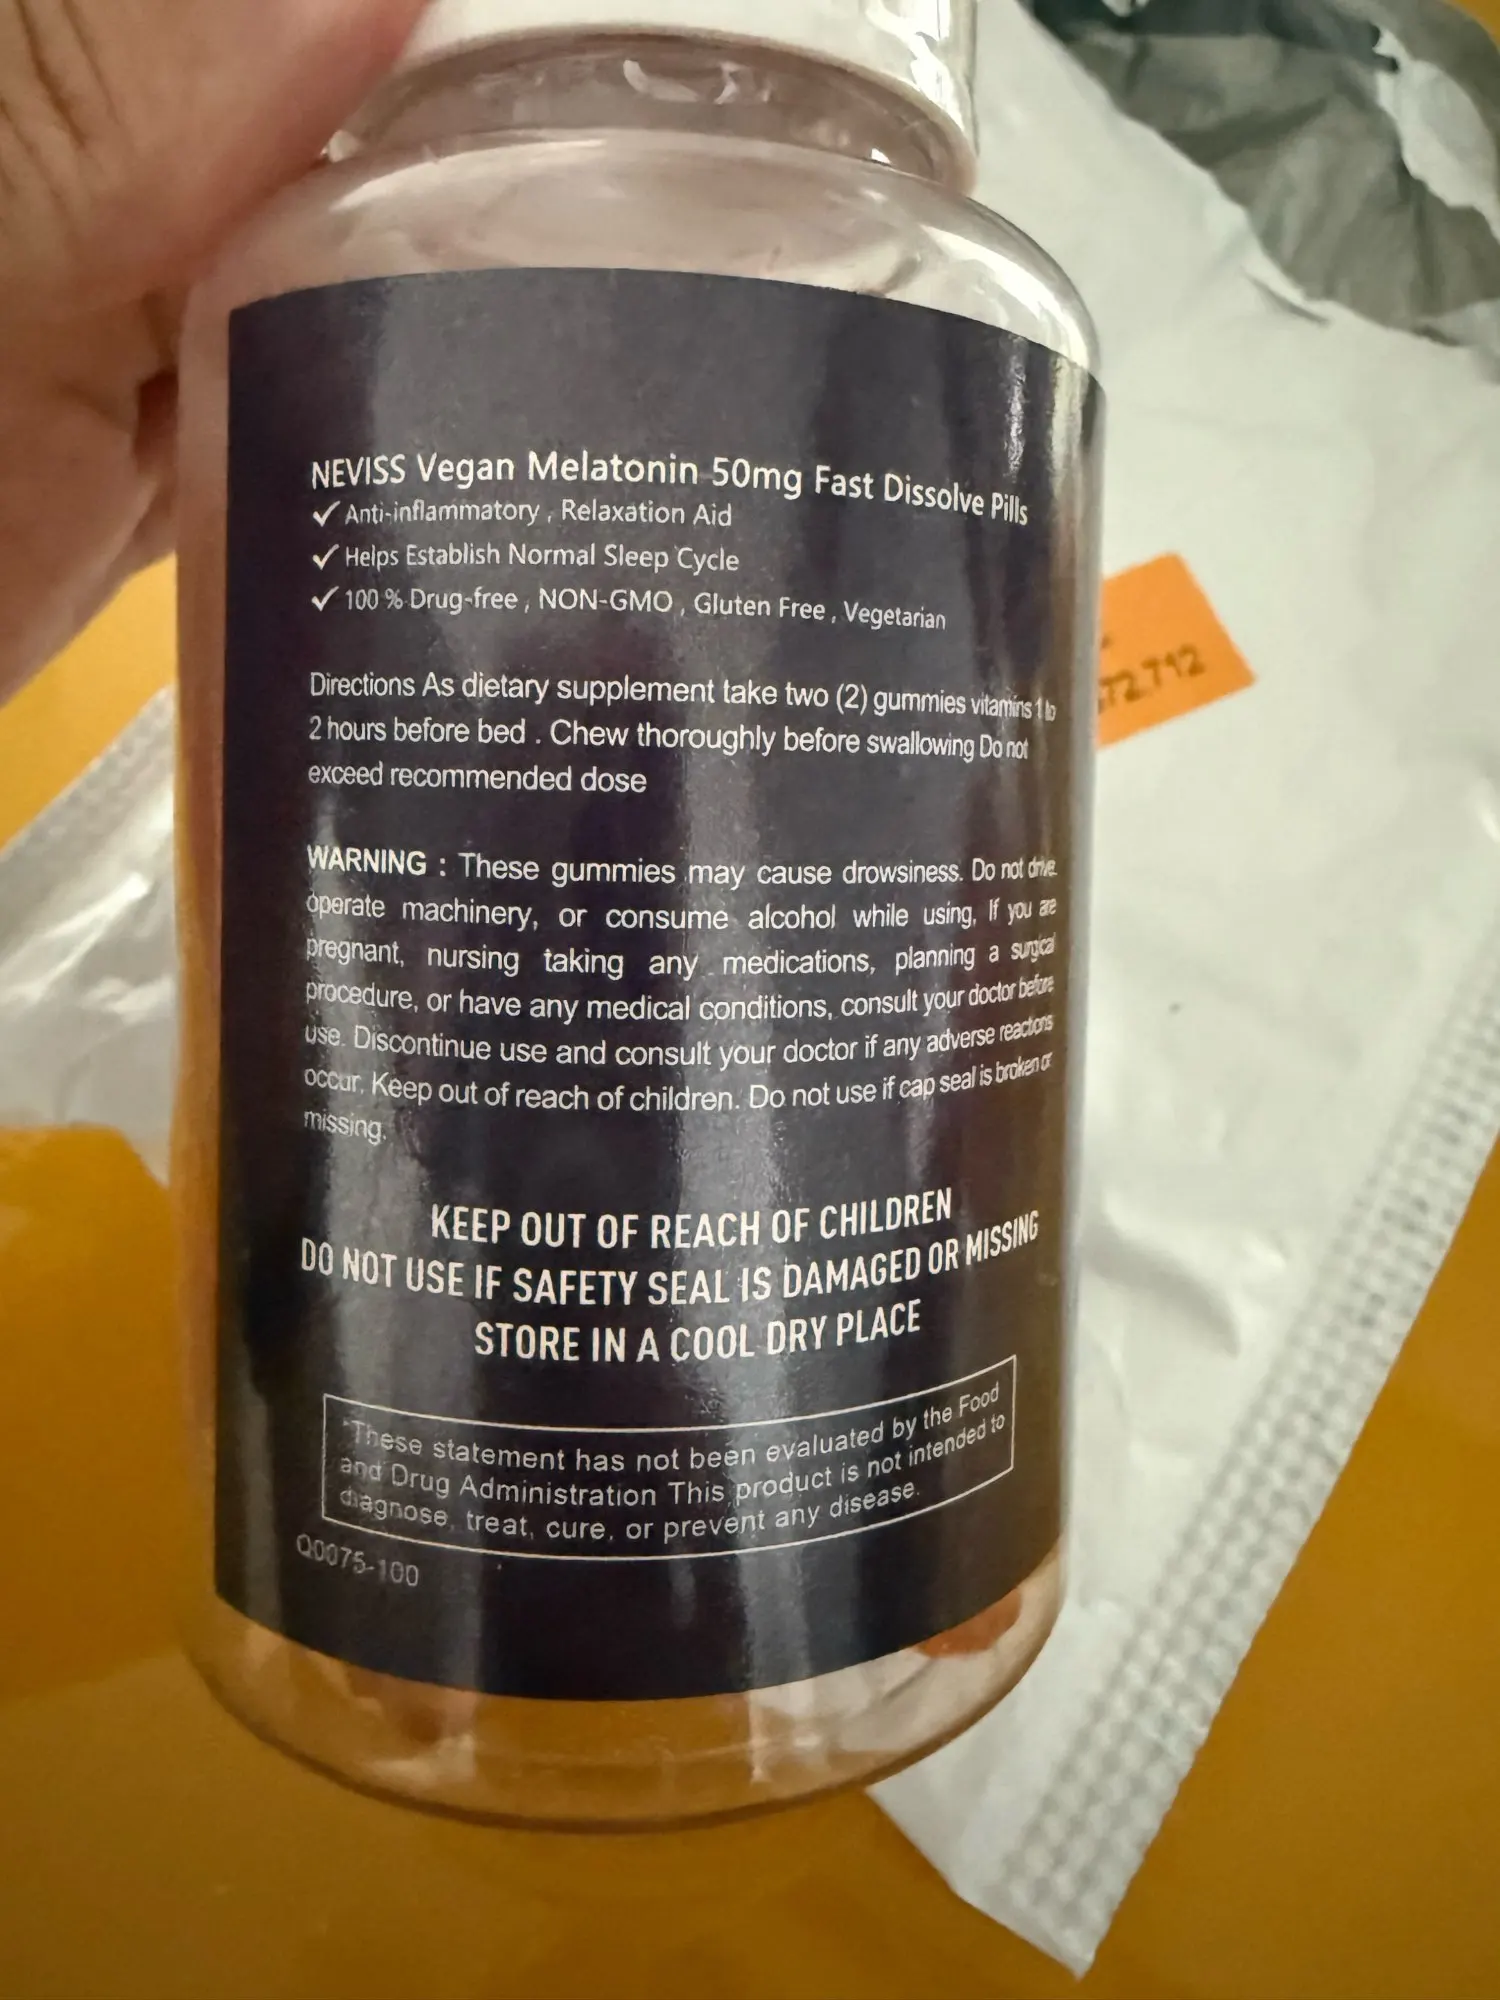 NEVISS Vegan Melatonin 50mg Fast Dissolve Pills
✓ Anti-inflammatory , Relaxation Aid
✓ Helps Establish Normal Sleep Cycle
✓ 100 % Drug-free , NON-GMO , Gluten Free , Vegetarian
Directions As dietary supplement take two (2) gummies vitamins 1 to
2 hours before bed . Chew thoroughly before swallowing Do not
exceed recommended dose
WARNING : These gummies may cause drowsiness. Do not drive
operate machinery, or consume alcohol while using, If you are
pregnant, nursing taking any medications, planning a surgical
procedure, or have any medical conditions, consult your doctor before
use. Discontinue use and consult your doctor if any adverse reactions
occur. Keep out of reach of children. Do not use if cap seal is broken or
missing.
KEEP OUT OF REACH OF CHILDREN
DO NOT USE IF SAFETY SEAL IS DAMAGED OR MISSING
STORE IN A COOL DRY PLACE
*These statement has not been evaluated by the Food
and Drug Administration This product is not intended to
diagnose, treat, cure, or prevent any disease.
Q0075-100
72,712